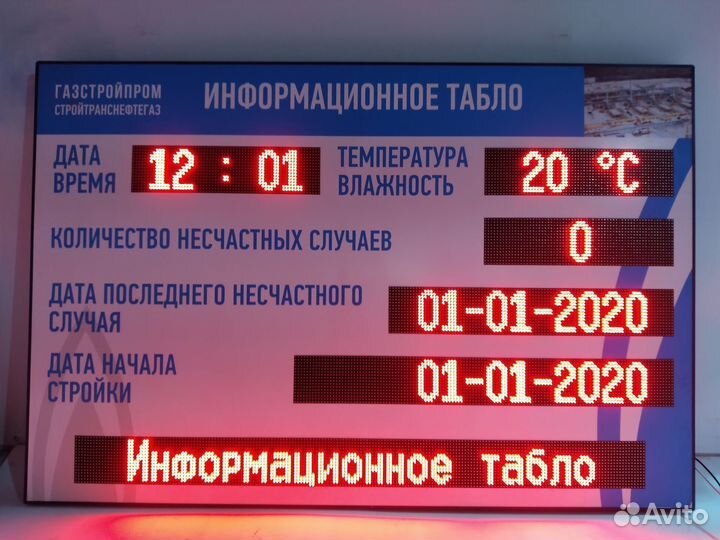 ГАЗСТРОЙПРОМ
СТРОЙТРАНСНЕФТЕГАЗ
ИНФОРМАЦИОННОЕ ТАБЛО
ДАТА
ВРЕМЯ
12 : 01
ТЕМПЕРАТУРА
ВЛАЖНОСТЬ
20 °C
КОЛИЧЕСТВО НЕСЧАСТНЫХ СЛУЧАЕВ
0
ДАТА ПОСЛЕДНЕГО НЕСЧАСТНОГО
СЛУЧАЯ
01-01-2020
ДАТА НАЧАЛА
СТРОЙКИ
01-01-2020
Информационное табло
Avito